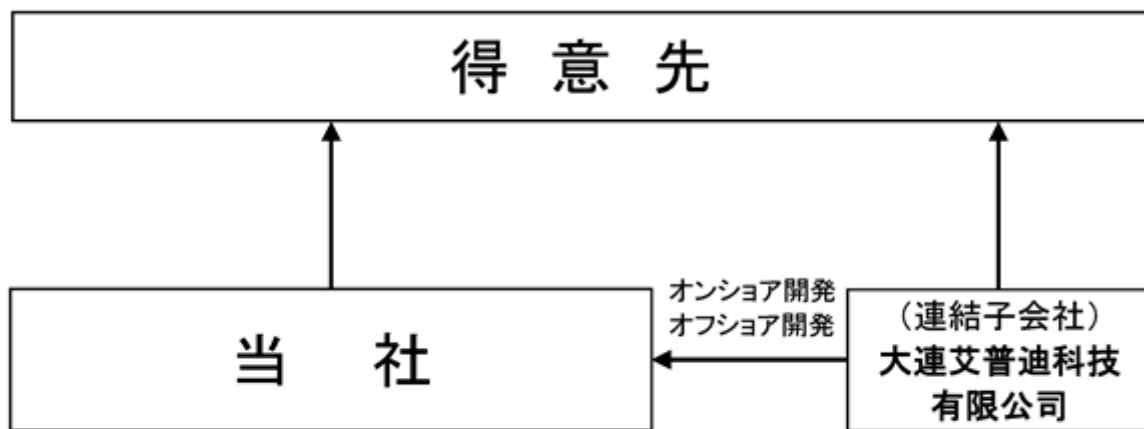 得 意 先
オンショア開発
オフショア開発
当 社
（連結子会社）
大連艾普迪科技
有限公司